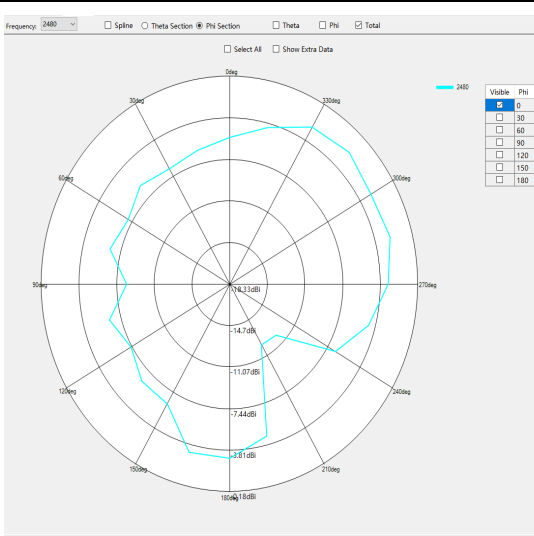 Frequency: 2480 Spline Theta Section Phi Section Theta Phi Total
Select All Show Extra Data
0deg
30deg
330deg
2480
Visible Phi
0
30
60
90
120
150
180
60deg
300deg
90deg
-18.33dBi
270deg
-14.7dBi
-11.07dBi
120deg
240deg
-7.44dBi
-3.81dBi
150deg
210deg
180deg
-0.18dBi